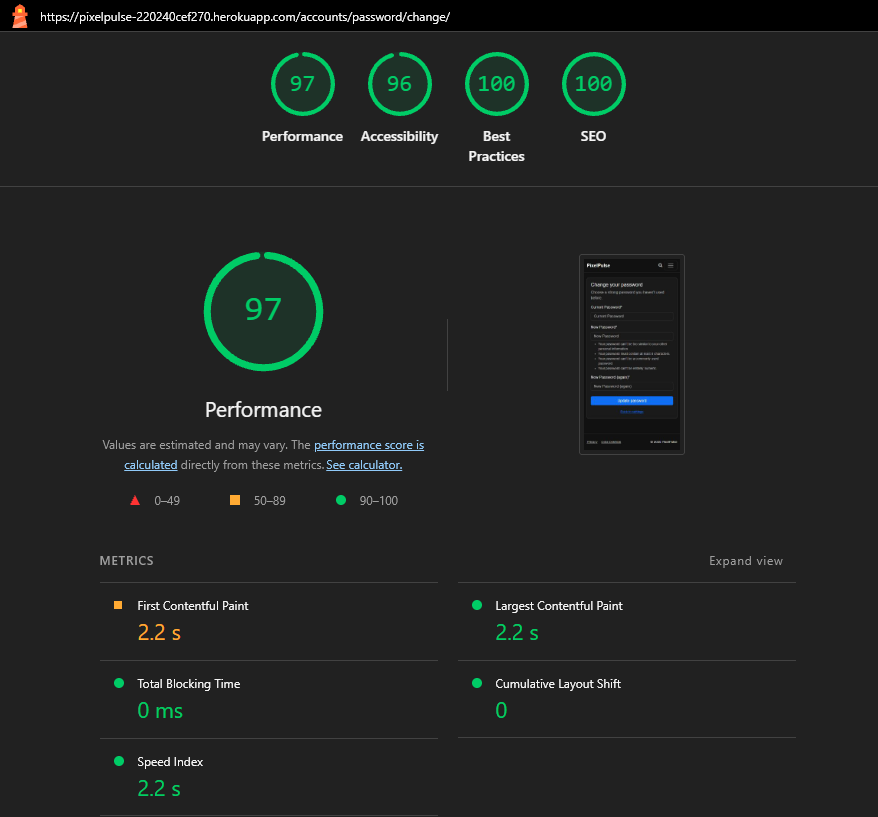 https://pixelpulse-220240cef270.herokuapp.com/accounts/password/change/
97
96
100
100
Performance
Accessibility
Best
Practices
SEO
97
Performance
Values are estimated and may vary. The performance score is
calculated directly from these metrics. See calculator.
0–49
50–89
90–100
PixelPulse
Change your password
Current Password*
Current Password
New Password*
New Password
New Password (again)*
New Password (again)
Update password
METRICS
Expand view
First Contentful Paint
2.2 s
Largest Contentful Paint
2.2 s
Total Blocking Time
0 ms
Cumulative Layout Shift
0
Speed Index
2.2 s